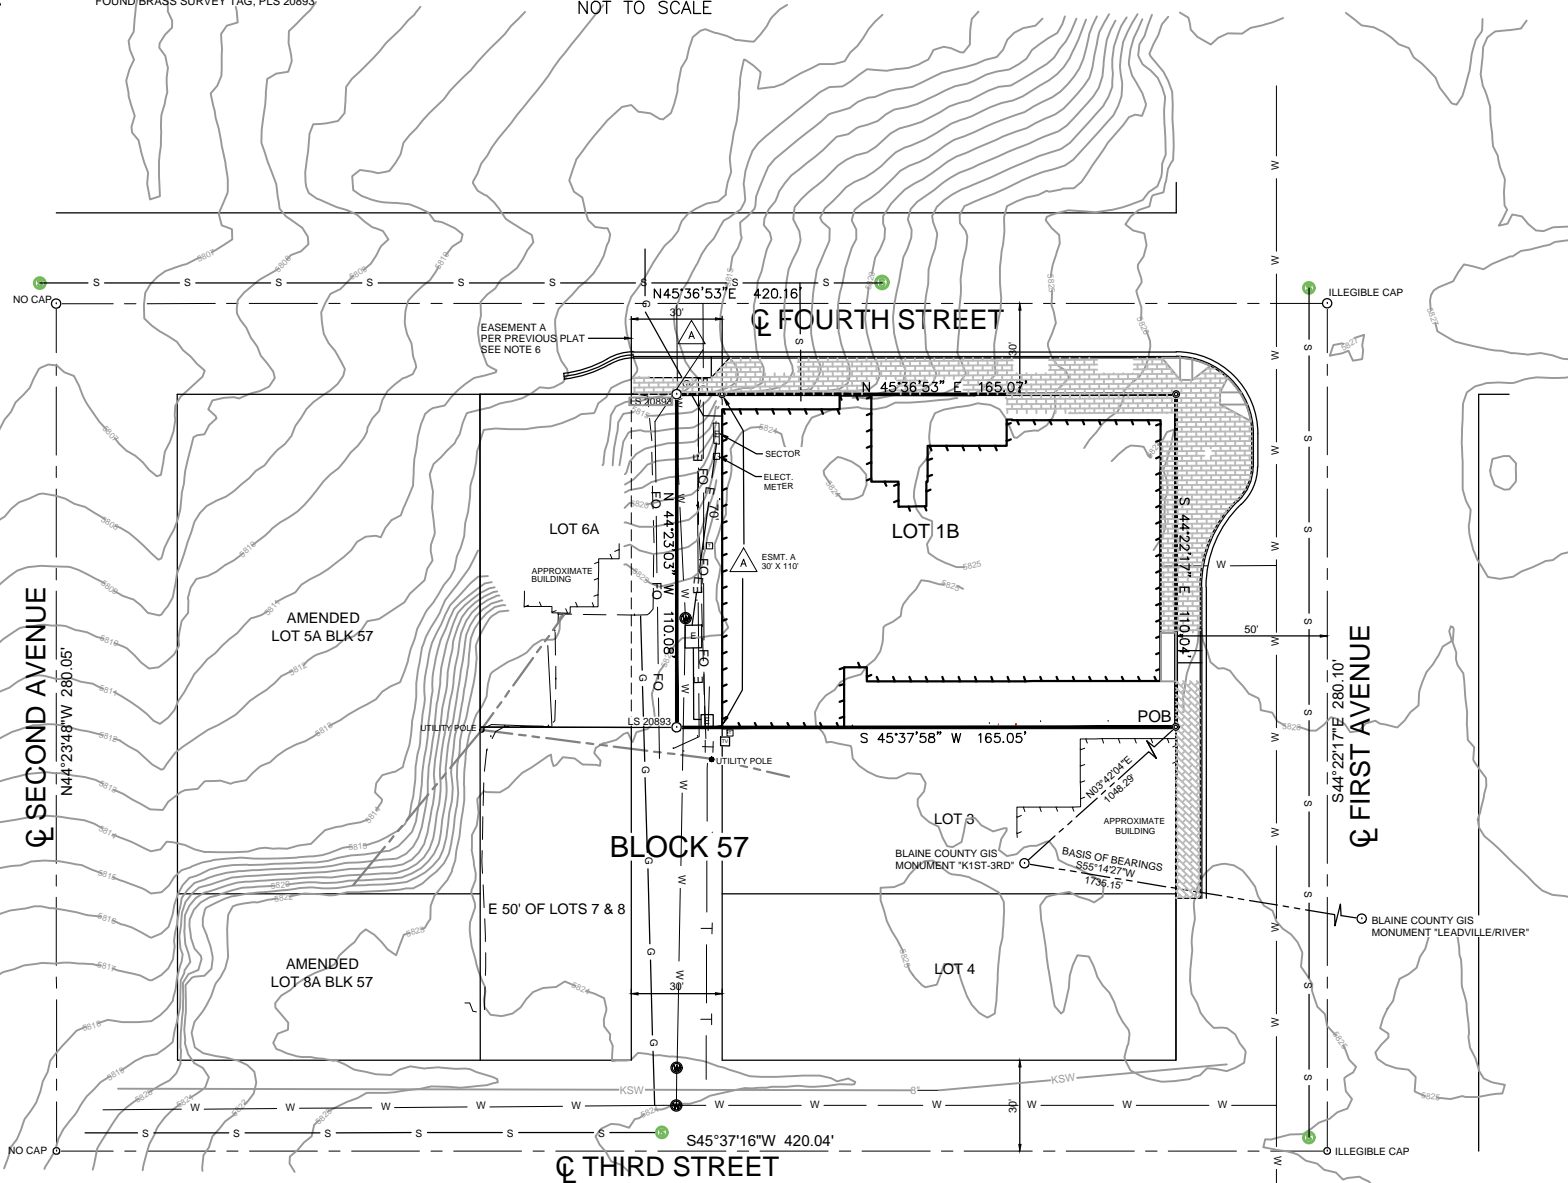 FOUND BRASS SURVEY TAG, PLS 20893
NOT TO SCALE
NO CAP
N45°36'53"E 420.16'
ILLEGIBLE CAP
EASEMENT A
PER PREVIOUS PLAT
SEE NOTE 6
30'
A
℄ FOURTH STREET
30'
N 45°36'53" E 165.07'
LS 20893
SECTOR
ELECT.
METER
LOT 6A
LOT 1B
N 44°23'03" W 110.08'
70'
S 44°22'17" E 110.04'
A
ESMT. A
30' X 110'
APPROXIMATE
BUILDING
AMENDED
LOT 5A BLK 57
50'
℄ SECOND AVENUE
N44°23'48"W 280.05'
℄ FIRST AVENUE
S44°22'17"E 280.10'
UTILITY POLE
LS 20893
POB
S 45°37'58" W 165.05'
UTILITY POLE
N03°42'04"E
1048.29'
LOT 3
APPROXIMATE
BUILDING
BLOCK 57
BLAINE COUNTY GIS
MONUMENT "K1ST-3RD"
BASIS OF BEARINGS
S55°14'27"W
1735.15'
E 50' OF LOTS 7 & 8
BLAINE COUNTY GIS
MONUMENT "LEADVILLE/RIVER"
AMENDED
LOT 8A BLK 57
LOT 4
30'
KSW
8"
KSW
30'
NO CAP
S45°37'16"W 420.04'
℄ THIRD STREET
ILLEGIBLE CAP